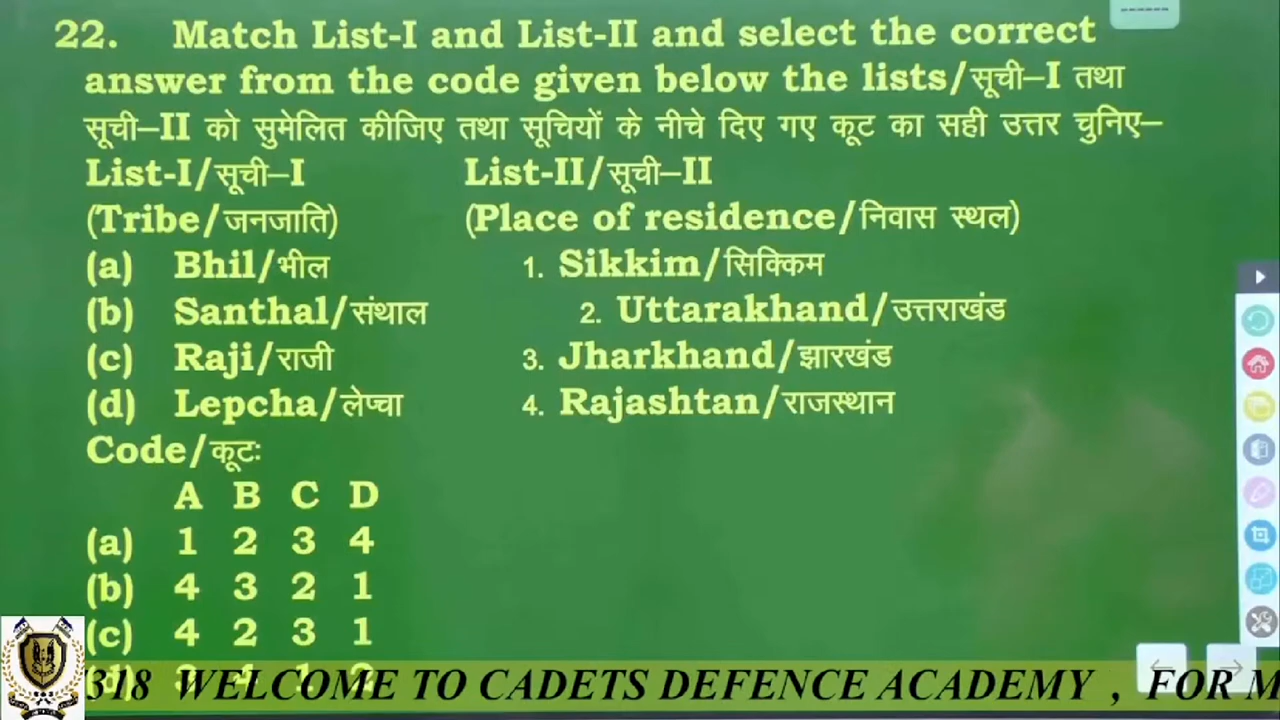 ------
22. Match List-I and List-II and select the correct
answer from the code given below the lists/सूची–I तथा
सूची–II को सुमेलित कीजिए तथा सूचियों के नीचे दिए गए कूट का सही उत्तर चुनिए–
List-I/सूची–I List-II/सूची–II
(Tribe/जनजाति) (Place of residence/निवास स्थल)
(a) Bhil/भील 1. Sikkim/सिक्किम
(b) Santhal/संथाल 2. Uttarakhand/उत्तराखंड
(c) Raji/राजी 3. Jharkhand/झारखंड
(d) Lepcha/लेप्चा 4. Rajashtan/राजस्थान
Code/कूटः
A B C D
(a) 1 2 3 4
(b) 4 3 2 1
(c) 4 2 3 1
318 WELCOME TO CADETS DEFENCE ACADEMY , FOR M